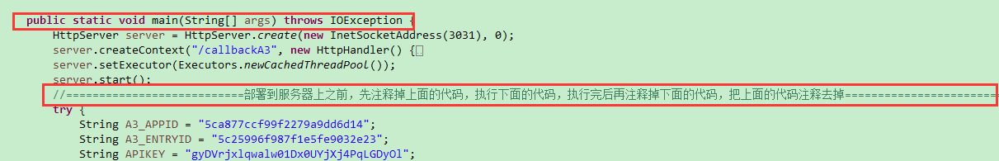 public static void main(String[] args) throws IOException {
HttpServer server = HttpServer.create(new InetSocketAddress(3031), 0);
server.createContext("/callbackA3", new HttpHandler() {
server.setExecutor(Executors.newCachedThreadPool());
server.start();
//===========================部署到服务器上之前，先注释掉上面的代码，执行下面的代码，执行完后再注释掉下面的代码，把上面的代码注释去掉========================
try {
String A3_APPID = "5ca877ccf99f2279a9dd6d14";
String A3_ENTRYID = "5c25996f987f1e5fe9032e23";
String APIKEY = "gyDVrjxlqwalw01Dx0UYjXj4PqLGDyOl";